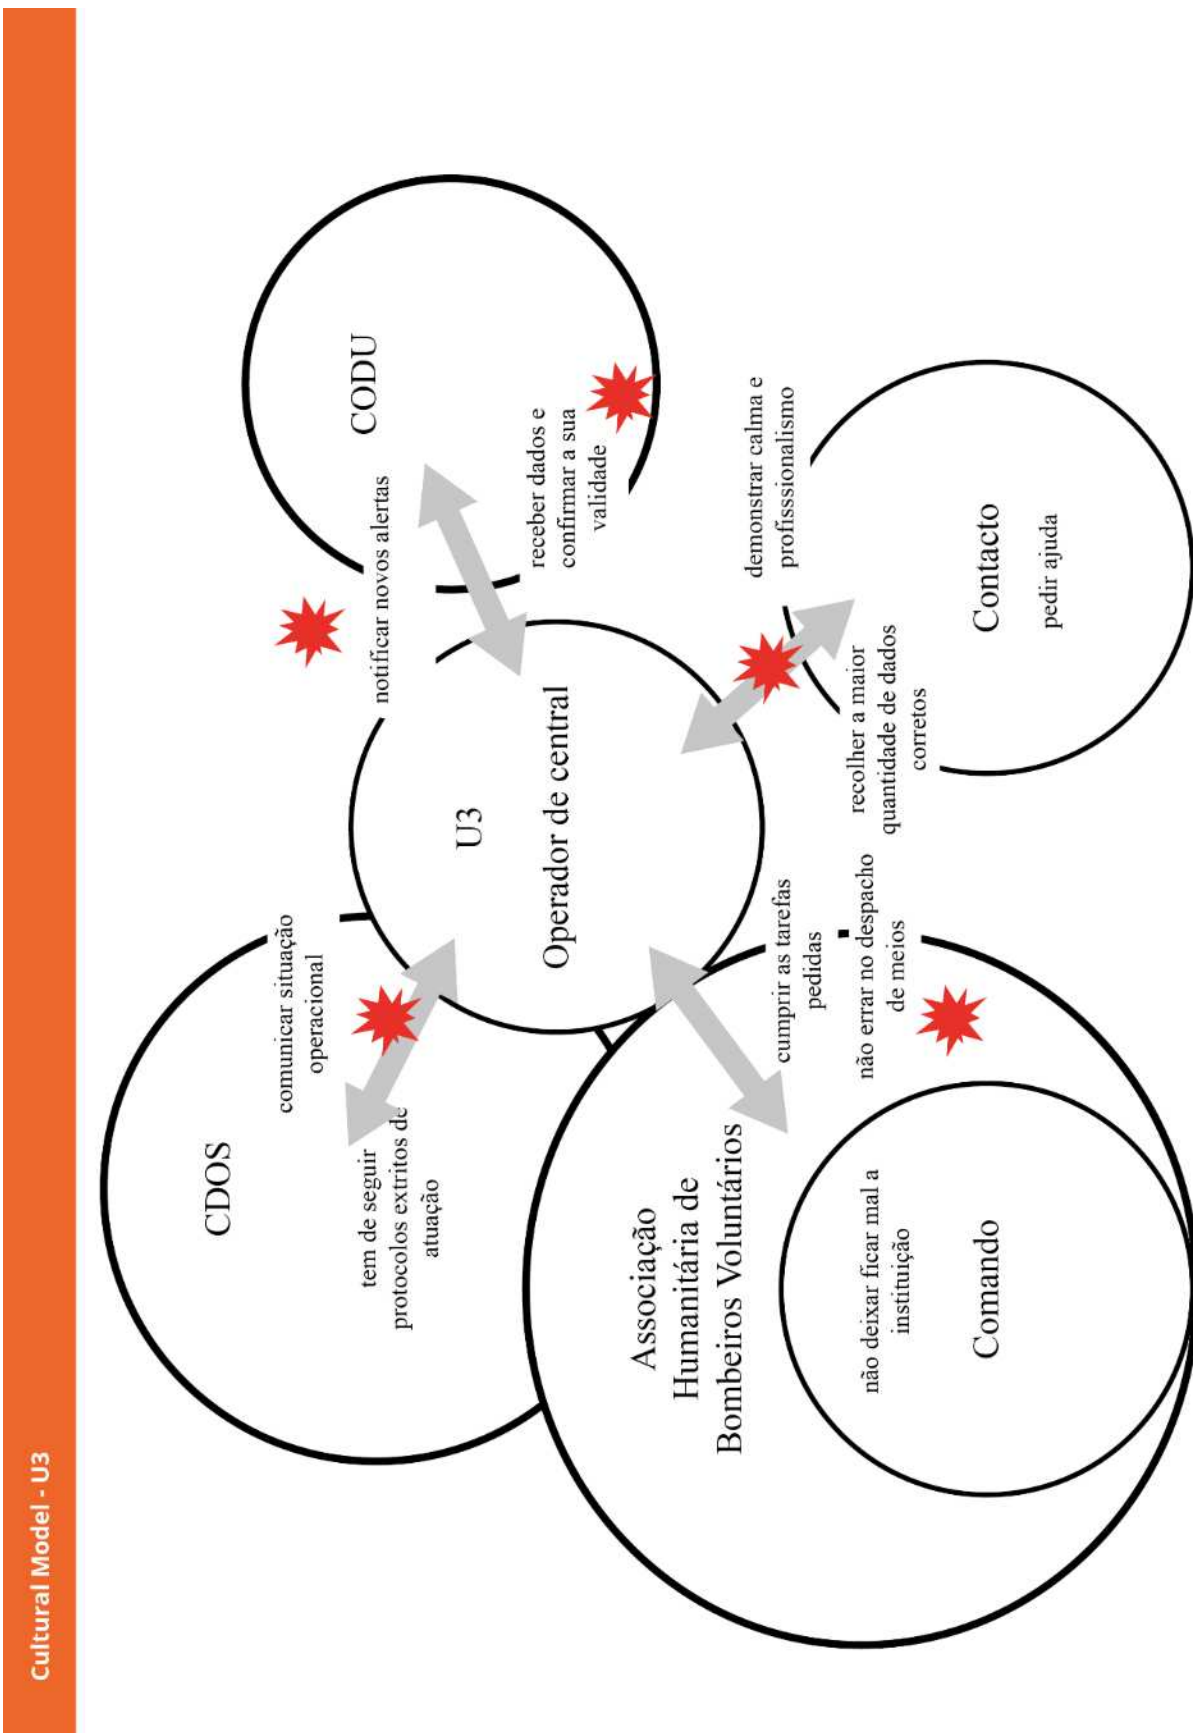 Cultural Model - U3
CDOS
comunicar situação
operacional
tem de seguir
protocolos extritos de
atuação
notificar novos alertas
CODU
receber dados e
confirmar a sua
validade
U3
Operador de central
Associação
Humanitária de
Bombeiros Voluntários
cumprir as tarefas
pedidas
não errar no despacho
de meios
não deixar ficar mal a
instituição
Comando
demonstrar calma e
profisssionalismo
recolher a maior
quantidade de dados
corretos
Contacto
pedir ajuda